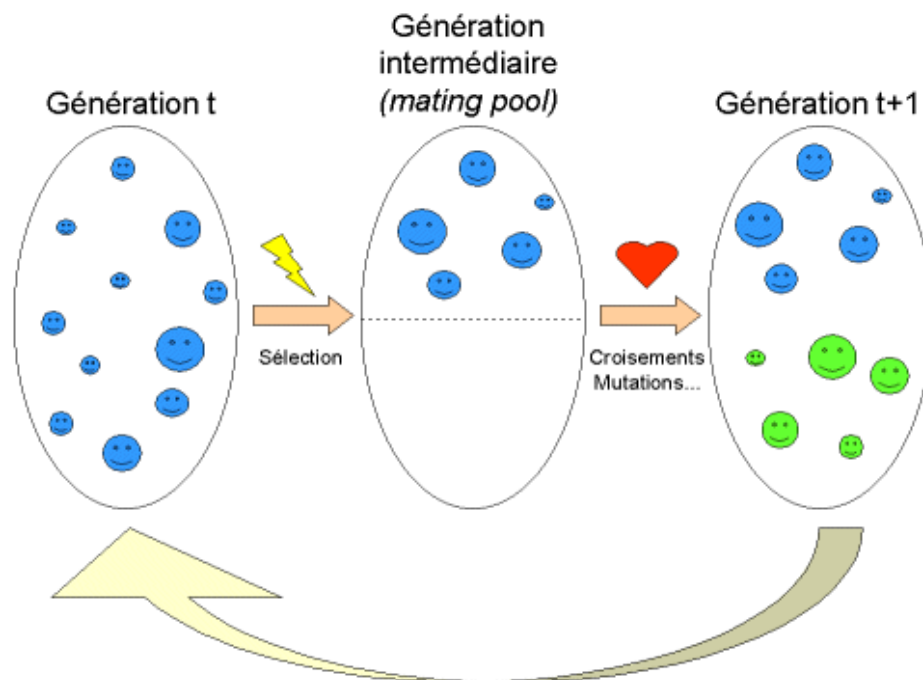 Génération t
Génération
intermédiaire
(mating pool)
Génération t+1
Sélection
Croisements
Mutations...